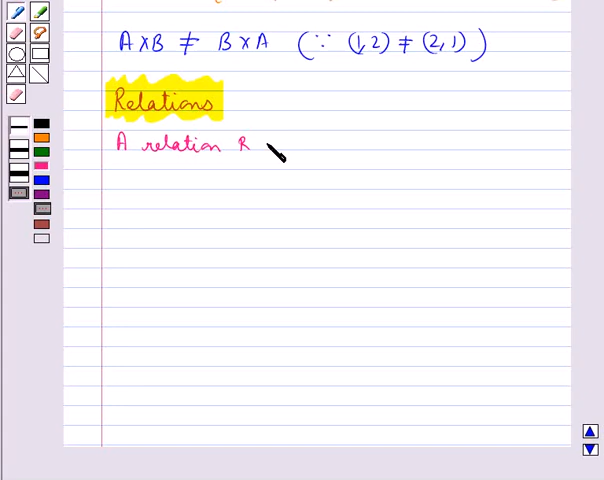 A×B ≠ B×A (∵ (1,2) ≠ (2,1))
Relations
A relation R